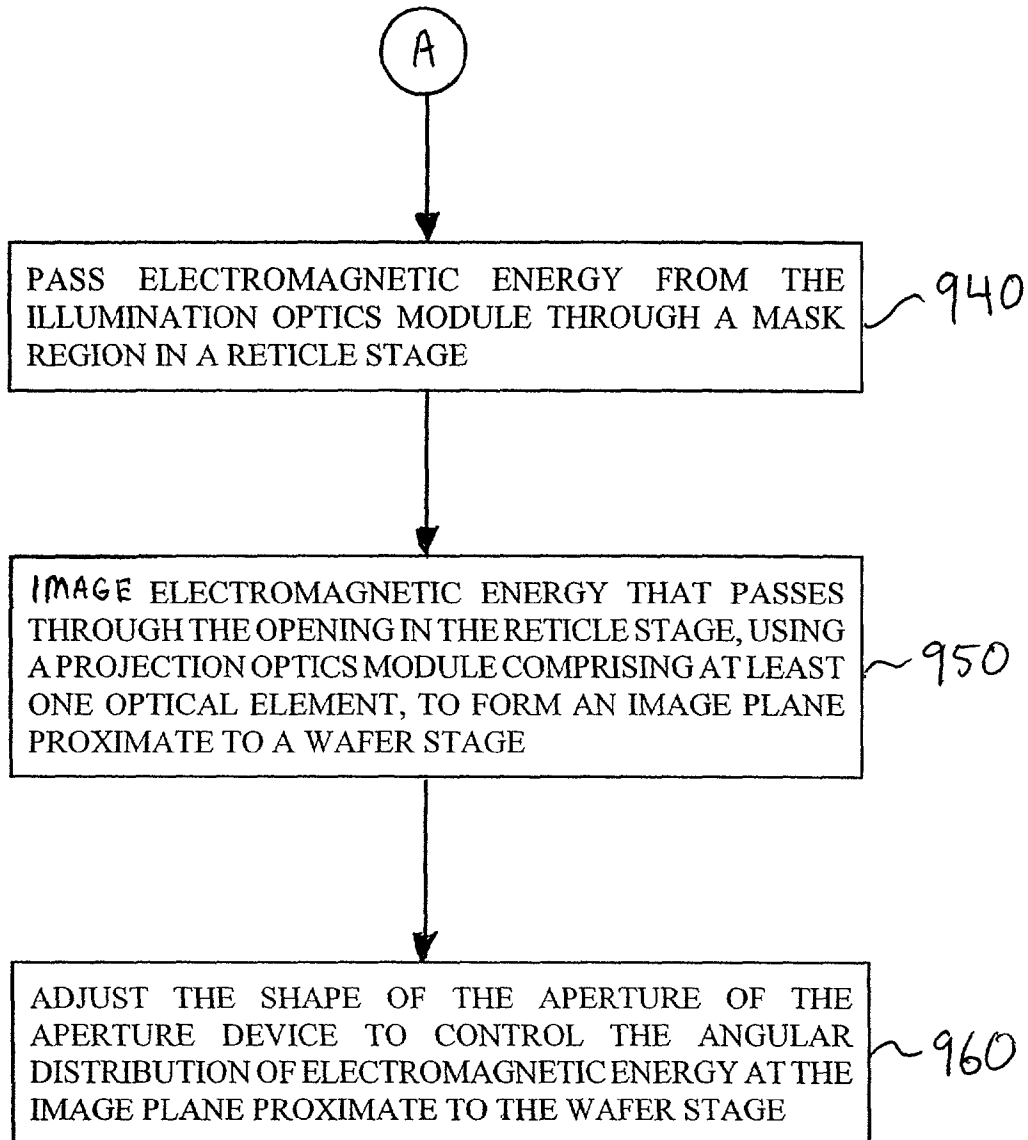 A
PASS ELECTROMAGNETIC ENERGY FROM THE
ILLUMINATION OPTICS MODULE THROUGH A MASK
REGION IN A RETICLE STAGE
940
IMAGE ELECTROMAGNETIC ENERGY THAT PASSES
THROUGH THE OPENING IN THE RETICLE STAGE, USING
A PROJECTION OPTICS MODULE COMPRISING AT LEAST
ONE OPTICAL ELEMENT, TO FORM AN IMAGE PLANE
PROXIMATE TO A WAFER STAGE
950
ADJUST THE SHAPE OF THE APERTURE OF THE
APERTURE DEVICE TO CONTROL THE ANGULAR
DISTRIBUTION OF ELECTROMAGNETIC ENERGY AT THE
IMAGE PLANE PROXIMATE TO THE WAFER STAGE
960